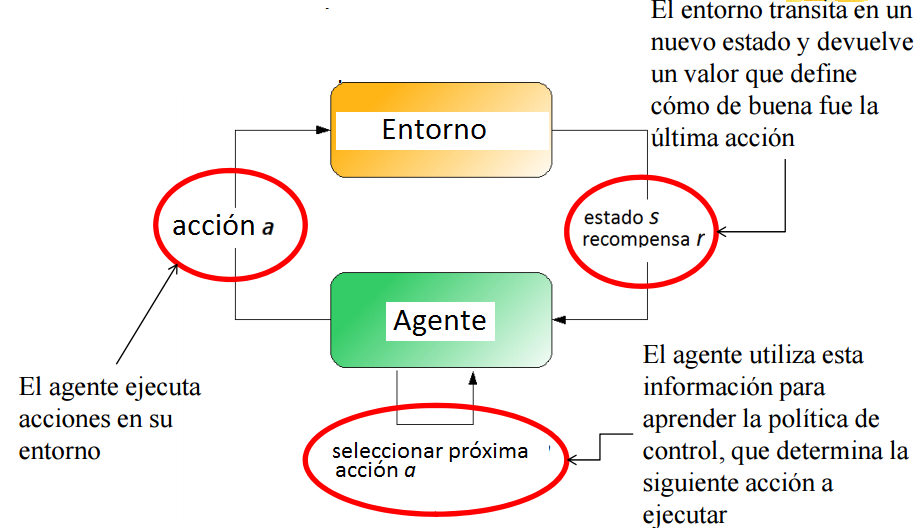 El entorno transita en un
nuevo estado y devuelve
un valor que define
cómo de buena fue la
última acción
Entorno
acción a
estado s
recompensa r
Agente
El agente ejecuta
acciones en su
entorno
seleccionar próxima
acción a
El agente utiliza esta
información para
aprender la política de
control, que determina la
siguiente acción a
ejecutar